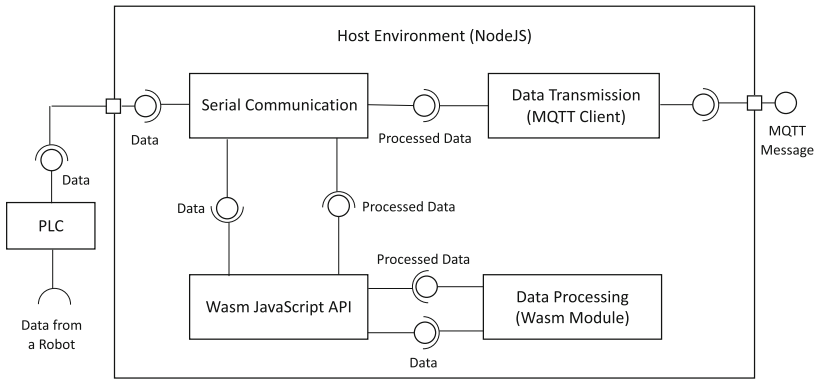 Host Environment (NodeJS)
Serial Communication
Data Transmission
(MQTT Client)
Data
Processed Data
MQTT
Message
Data
PLC
Data
Processed Data
Processed Data
Wasm JavaScript API
Data Processing
(Wasm Module)
Data from
a Robot
Data